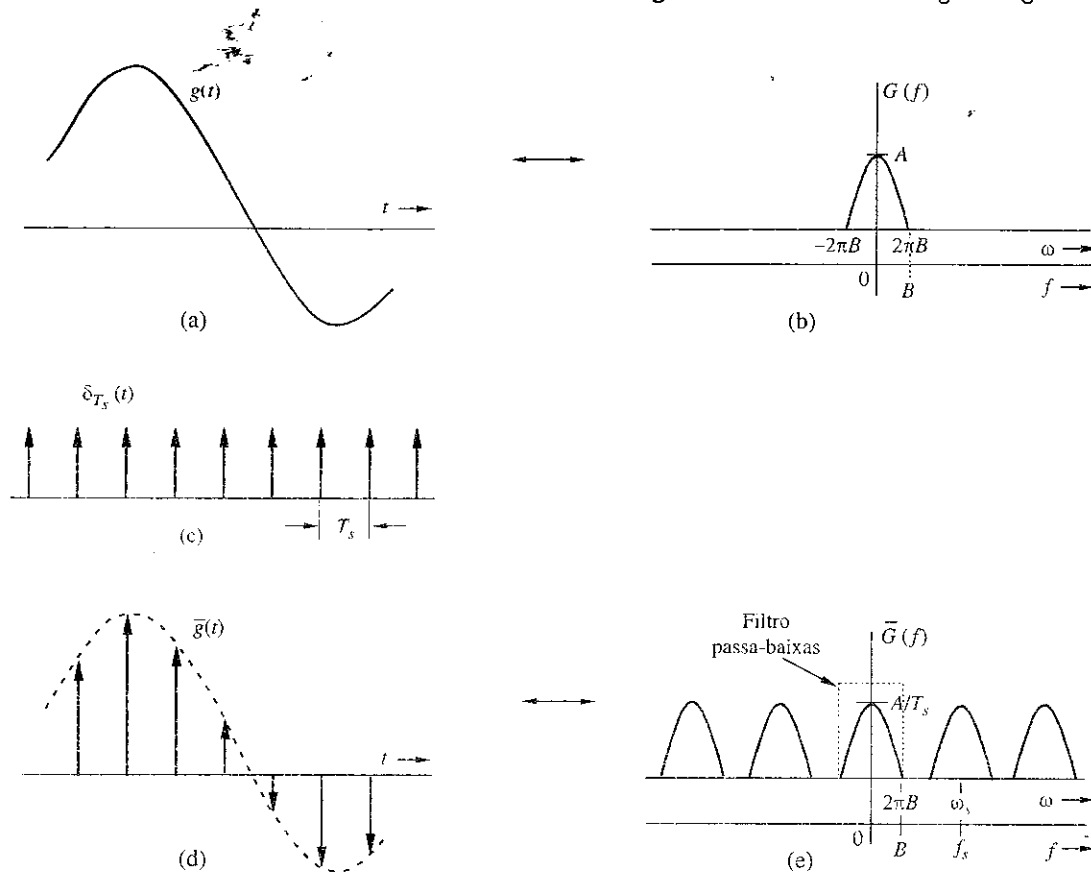 g(t)
t
(a)
G (f)
A
−2πB 2πB ω
0 B f
(b)
δ_{T_s} (t)
T_s
(c)
g̅(t)
t
(d)
Filtro
passa-baixas
G̅ (f)
A/T_s
2πB ω_s ω
0 B f_s f
(e)